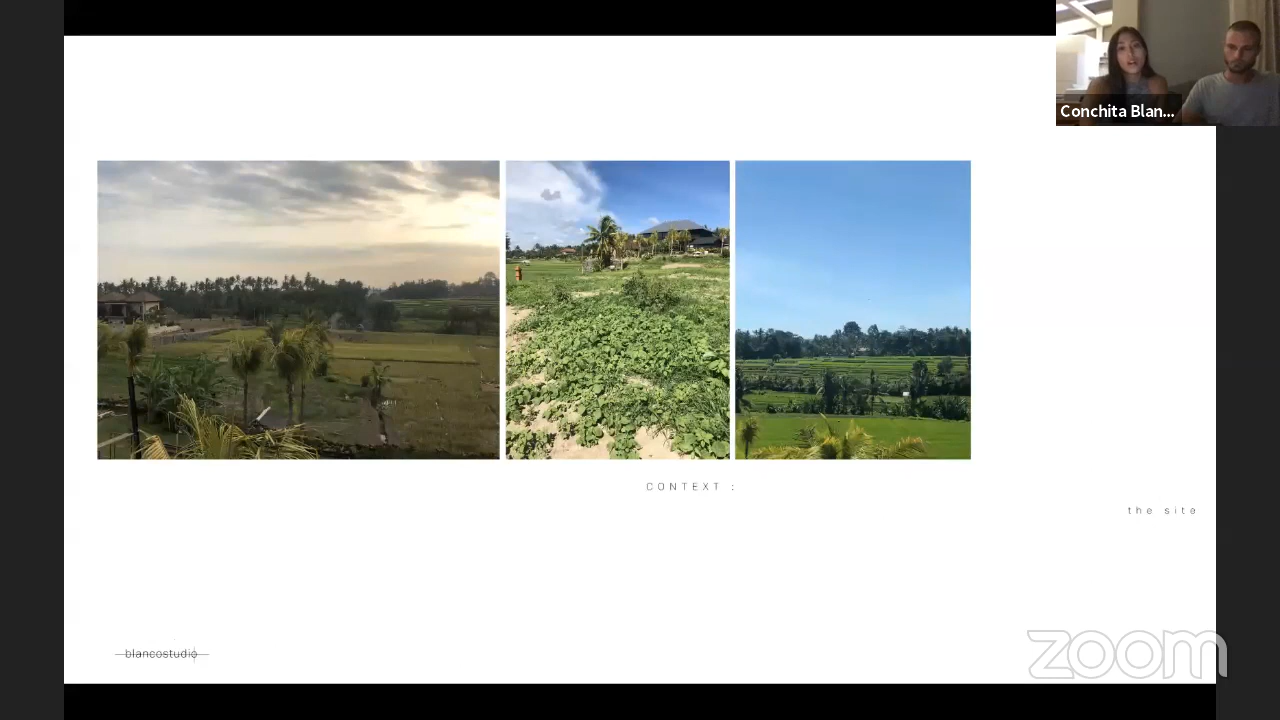 Conchita Blan...
CONTEXT :
the site
blancostudio
zoom